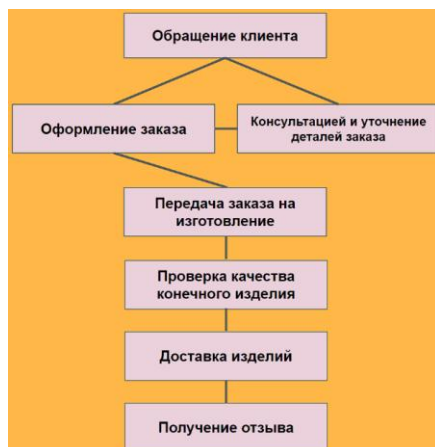 Обращение клиента
Оформление заказа
Консультацией и уточнение
деталей заказа
Передача заказа на
изготовление
Проверка качества
конечного изделия
Доставка изделий
Получение отзыва